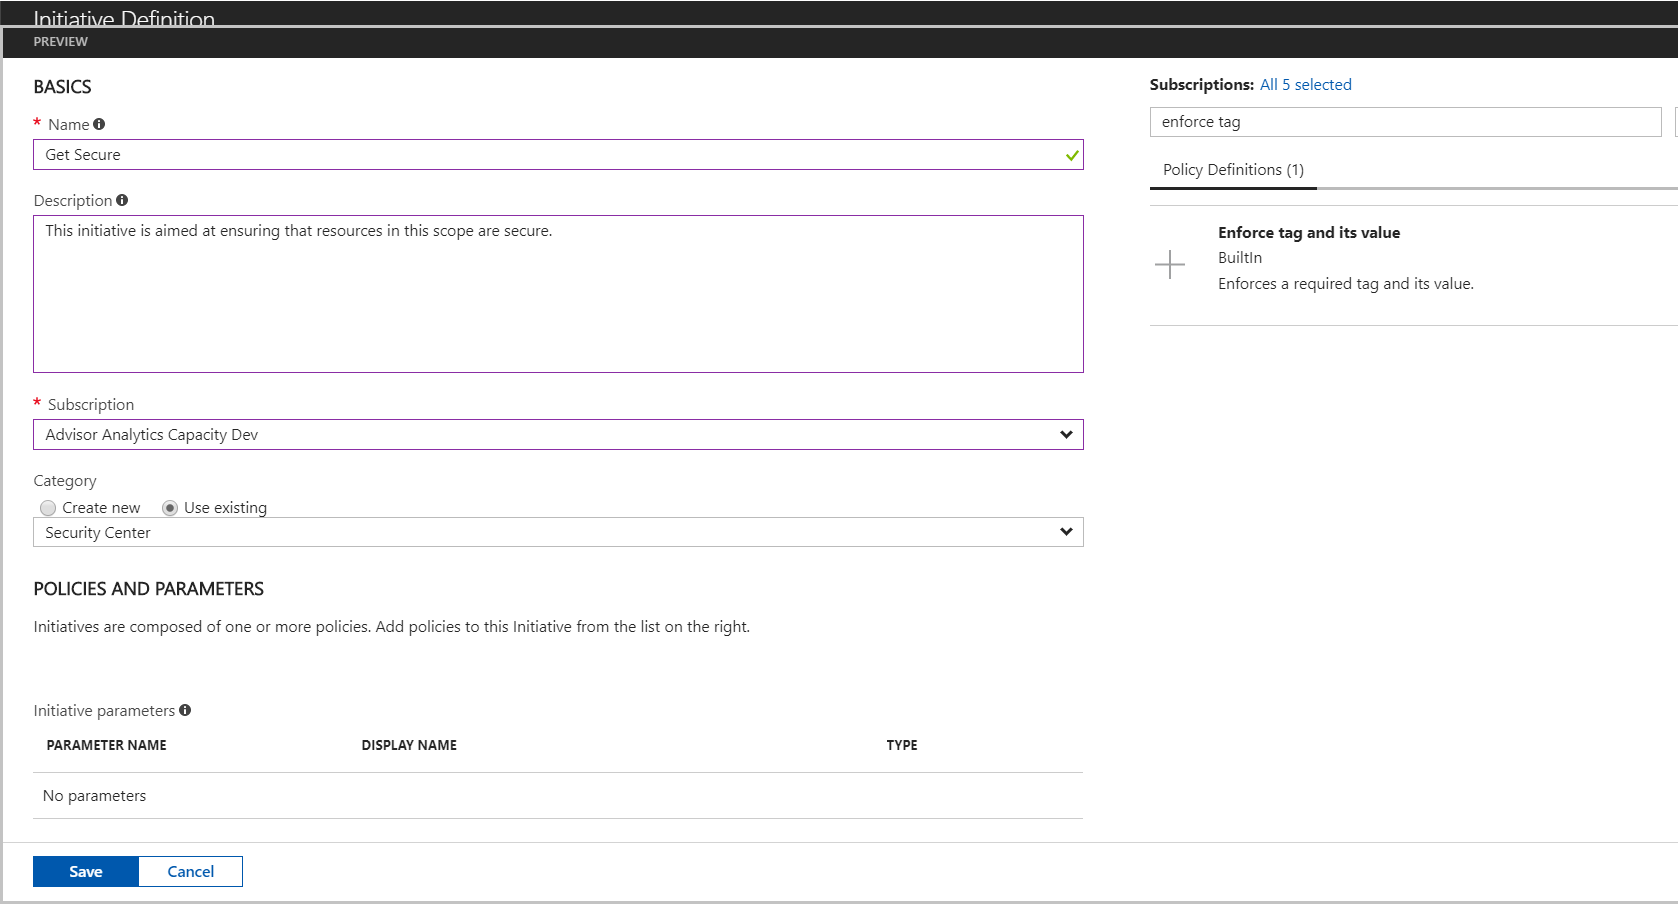 Initiative Definition
PREVIEW
BASICS
* Name
Get Secure
Description
This initiative is aimed at ensuring that resources in this scope are secure.
* Subscription
Advisor Analytics Capacity Dev
Category
Create new Use existing
Security Center
POLICIES AND PARAMETERS
Initiatives are composed of one or more policies. Add policies to this Initiative from the list on the right.
Initiative parameters
PARAMETER NAME DISPLAY NAME TYPE
No parameters
Save Cancel
Subscriptions: All 5 selected
enforce tag
Policy Definitions (1)
Enforce tag and its value
BuiltIn
Enforces a required tag and its value.